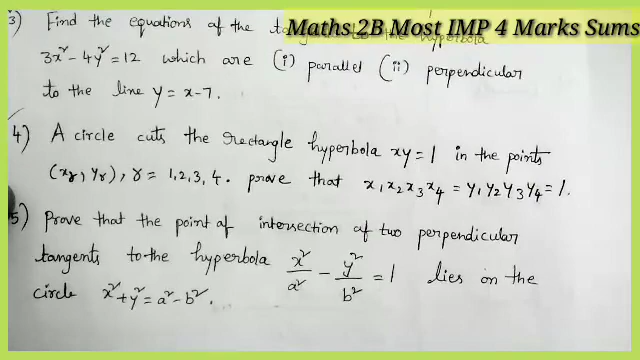 Maths 2B Most IMP 4 Marks Sums
3) Find the equations of the to the hyperbola
3x² - 4y² = 12 which are (i) parallel (ii) perpendicular
to the line y = x-7.
4) A circle cuts the rectangle hyperbola xy = 1 in the points
(xᵣ, yᵣ), r = 1, 2, 3, 4. prove that x₁x₂x₃x₄ = y₁y₂y₃y₄ = 1.
5) Prove that the point of intersection of two perpendicular
tangents to the hyperbola x²/a² - y²/b² = 1 lies on the
circle x²+y² = a²-b².